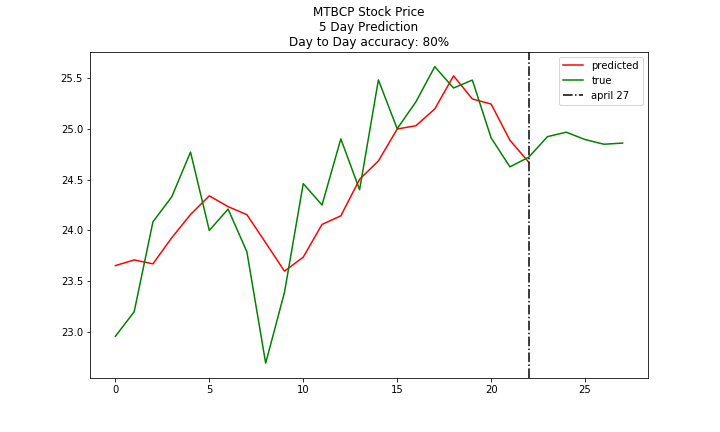 MTBCP Stock Price
5 Day Prediction
Day to Day accuracy: 80%
predicted
true
april 27
25.5
25.0
24.5
24.0
23.5
23.0
0 5 10 15 20 25